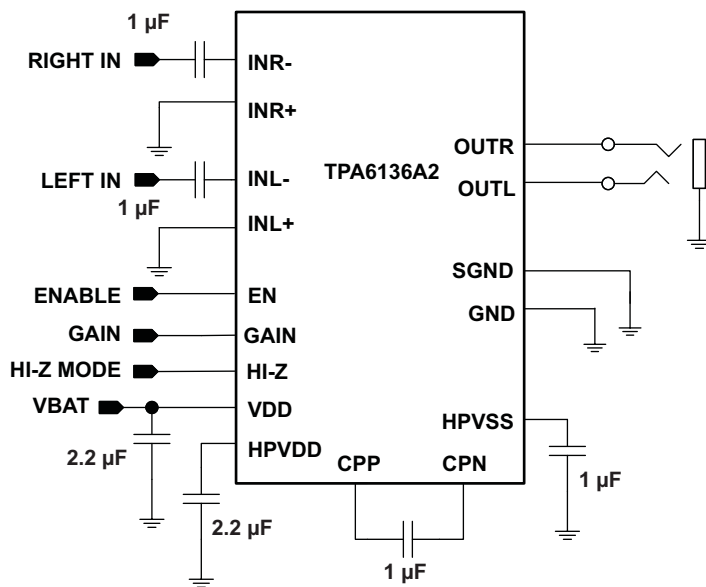 1 µF
RIGHT IN
INR-
INR+
OUTR
TPA6136A2
LEFT IN
INL-
OUTL
1 µF
INL+
SGND
ENABLE
EN
GND
GAIN
GAIN
HI-Z MODE
HI-Z
VBAT
VDD
HPVSS
2.2 µF
HPVDD
CPP
CPN
1 µF
2.2 µF
1 µF